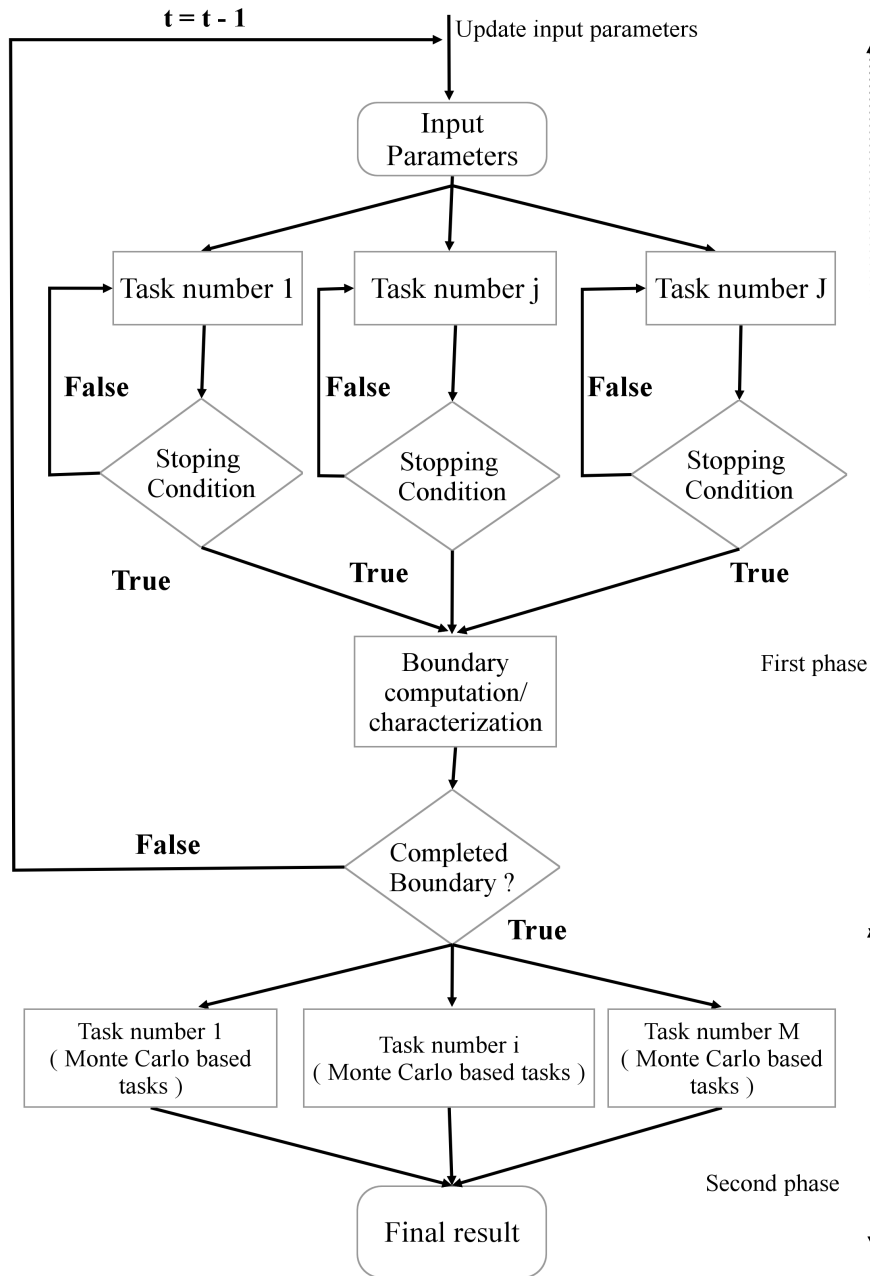 t = t - 1
Update input parameters
Input
Parameters
Task number 1
Task number j
Task number J
False
False
False
Stoping
Condition
Stopping
Condition
Stopping
Condition
True
True
True
Boundary
computation/
characterization
First phase
False
Completed
Boundary ?
True
Task number 1
( Monte Carlo based
tasks )
Task number i
( Monte Carlo based tasks )
Task number M
( Monte Carlo based
tasks )
Second phase
Final result